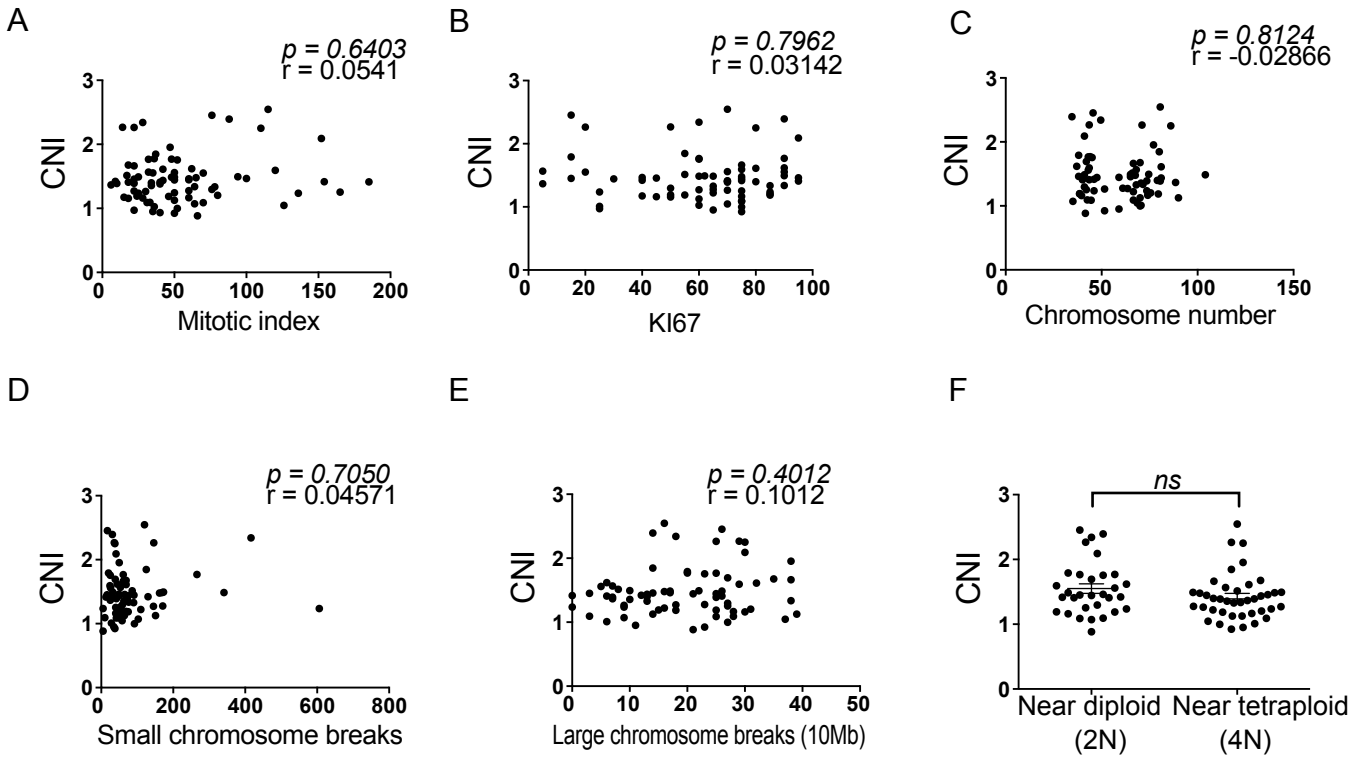 A
p = 0.6403
r = 0.0541
CNI
3
2
1
0
0 50 100 150 200
Mitotic index
B
p = 0.7962
r = 0.03142
CNI
3
2
1
0
0 20 40 60 80 100
KI67
C
p = 0.8124
r = -0.02866
CNI
3
2
1
0
0 50 100 150
Chromosome number
D
p = 0.7050
r = 0.04571
CNI
3
2
1
0
0 200 400 600 800
Small chromosome breaks
E
p = 0.4012
r = 0.1012
CNI
3
2
1
0
0 10 20 30 40 50
Large chromosome breaks (10Mb)
F
ns
CNI
3
2
1
0
Near diploid Near tetraploid
(2N) (4N)